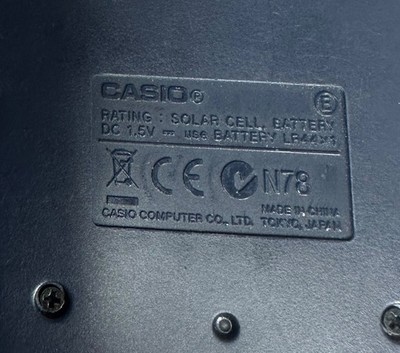 CASIO® E
RATING : SOLAR CELL, BATTERY
DC 1.5V ⎓ use BATTERY LR44×1
CE N78
CASIO COMPUTER CO., LTD. MADE IN CHINA
TOKYO, JAPAN.